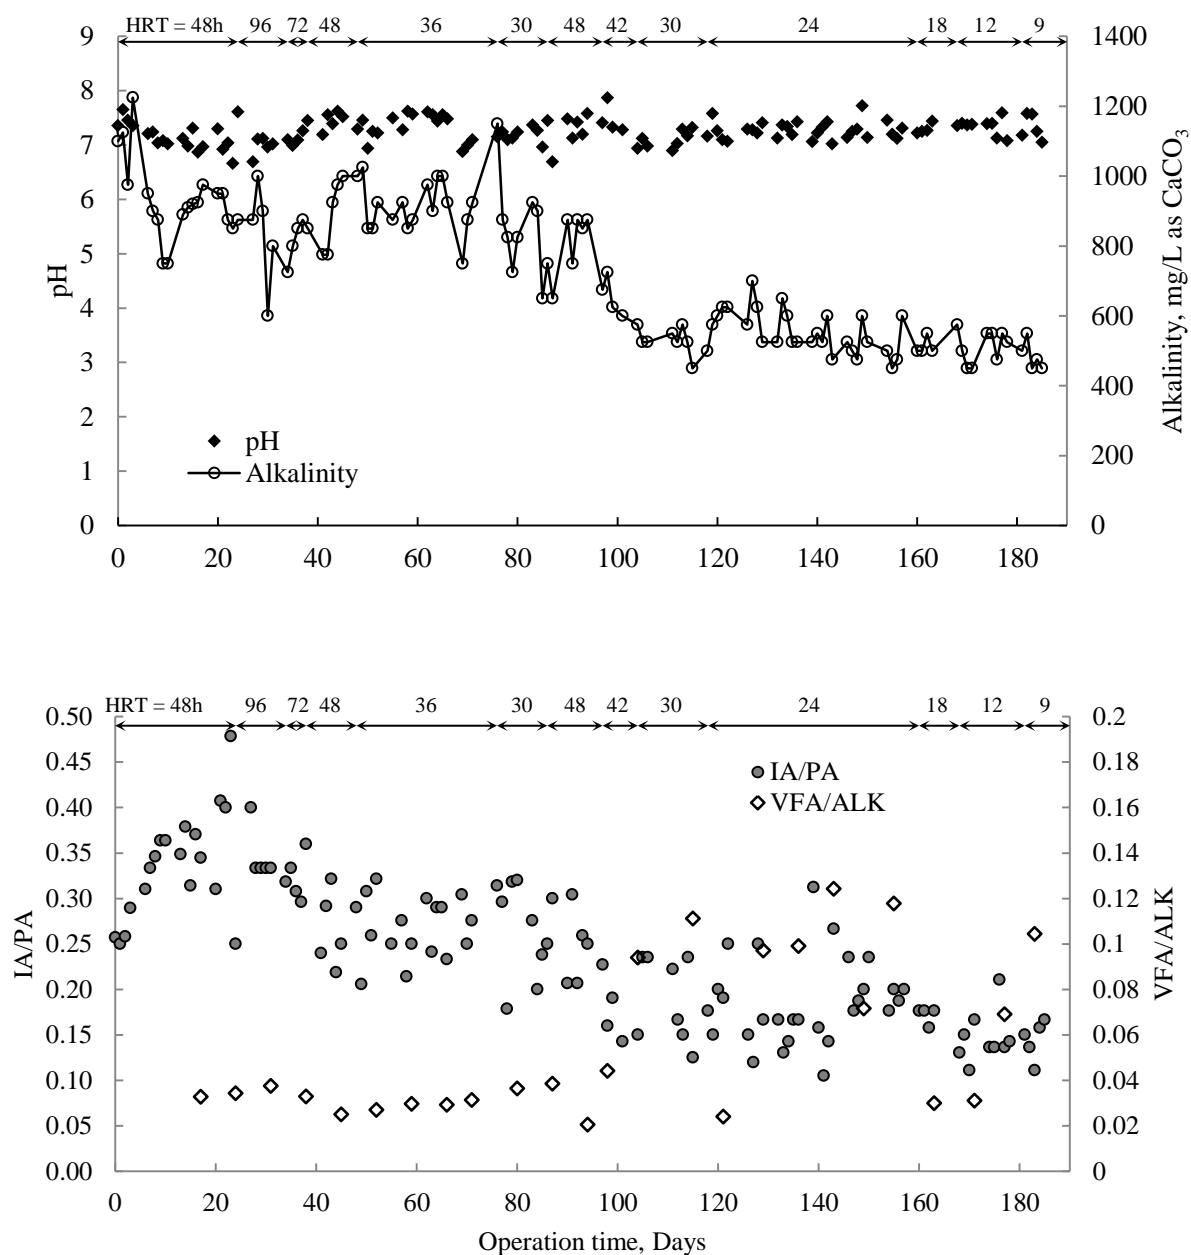 HRT = 48h 96 72 48 36 30 48 42 30 24 18 12 9
9 1400
8 1200
7 1000
6 800
5 600
4 400
3 200
2 0
1
0
pH
Alkalinity, mg/L as CaCO3
pH
Alkalinity
0 20 40 60 80 100 120 140 160 180
HRT = 48h 96 72 48 36 30 48 42 30 24 18 12 9
0.50 0.2
0.45 0.18
0.40 0.16
0.35 0.14
0.30 0.12
0.25 0.1
0.20 0.08
0.15 0.06
0.10 0.04
0.05 0.02
0.00 0
IA/PA
VFA/ALK
IA/PA
VFA/ALK
0 20 40 60 80 100 120 140 160 180
Operation time, Days